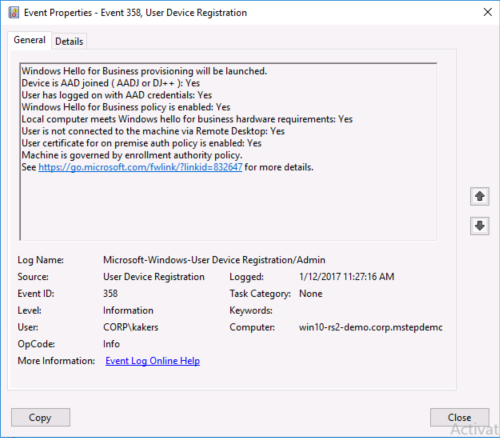 Event Properties - Event 358, User Device Registration
General Details
Windows Hello for Business provisioning will be launched.
Device is AAD joined ( AADJ or DJ++ ): Yes
User has logged on with AAD credentials: Yes
Windows Hello for Business policy is enabled: Yes
Local computer meets Windows hello for business hardware requirements: Yes
User is not connected to the machine via Remote Desktop: Yes
User certificate for on premise auth policy is enabled: Yes
Machine is governed by enrollment authority policy.
See https://go.microsoft.com/fwlink/?linkid=832647 for more details.
Log Name: Microsoft-Windows-User Device Registration/Admin
Source: User Device Registration Logged: 1/12/2017 11:27:16 AM
Event ID: 358 Task Category: None
Level: Information Keywords:
User: CORP\kakers Computer: win10-rs2-demo.corp.mstepdemc
OpCode: Info
More Information: Event Log Online Help
Copy Close
Activat